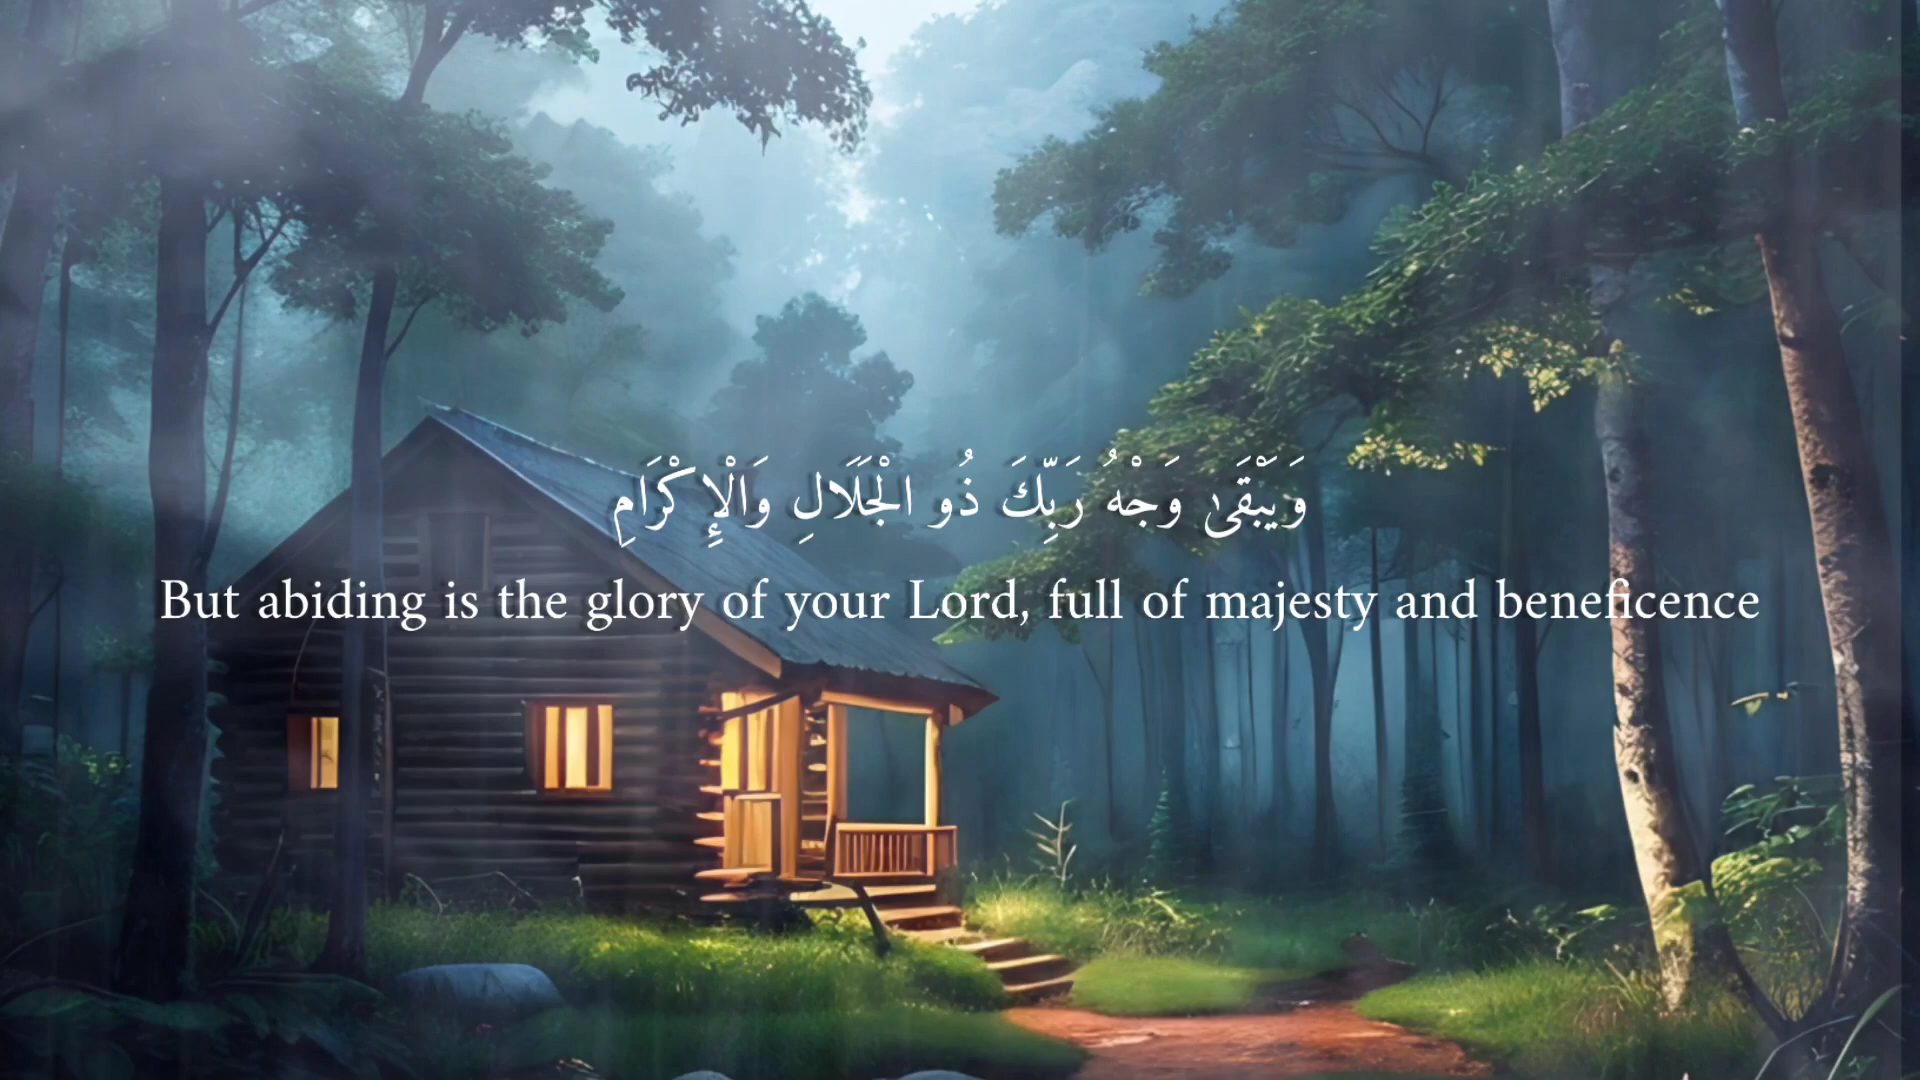 وَيَبْقَىٰ وَجْهُ رَبِّكَ ذُو الْجَلَالِ وَالْإِكْرَامِ
But abiding is the glory of your Lord, full of majesty and beneficence